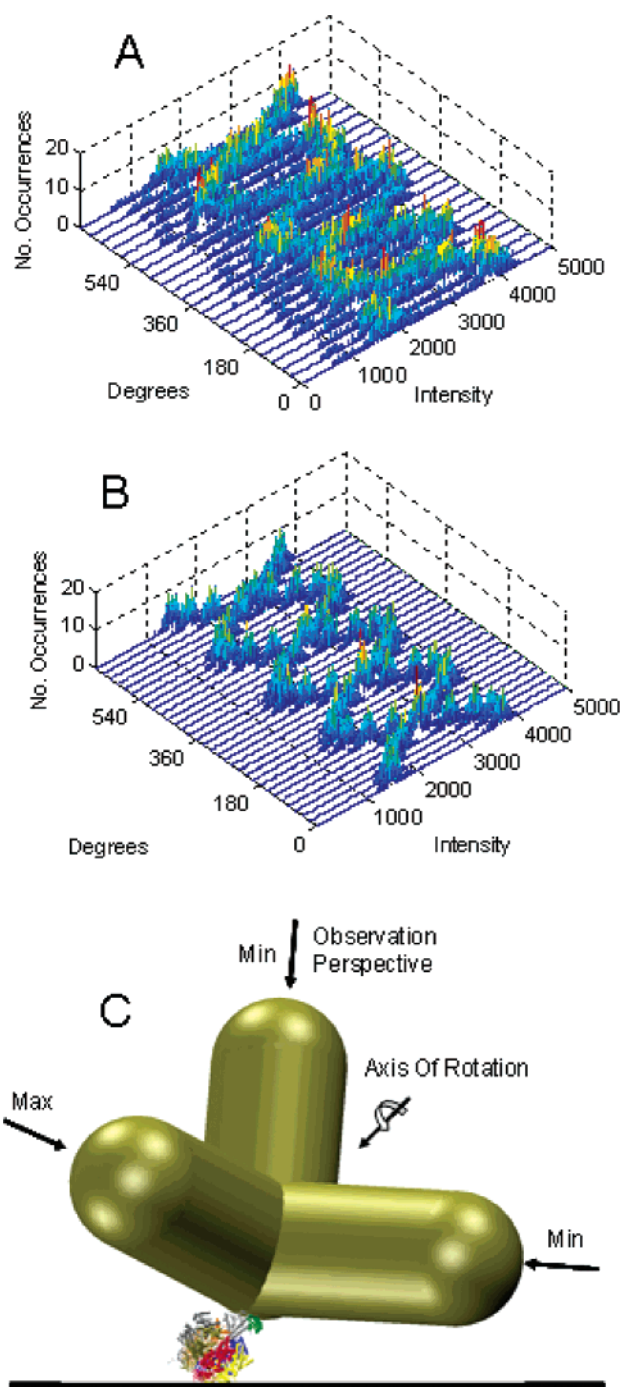 A
No. Occurrences
20
10
0
540
360
180
0
Degrees
0
1000
2000
3000
4000
5000
Intensity
B
No. Occurrences
20
10
0
540
360
180
0
Degrees
1000
2000
3000
4000
5000
Intensity
C
Min
Observation
Perspective
Axis Of Rotation
Max
Min